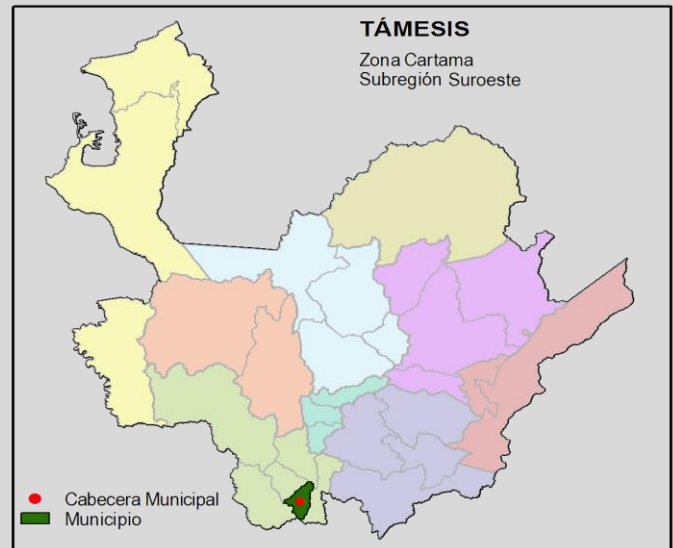 TÁMESIS
Zona Cartama
Subregión Suroeste
Cabecera Municipal
Municipio